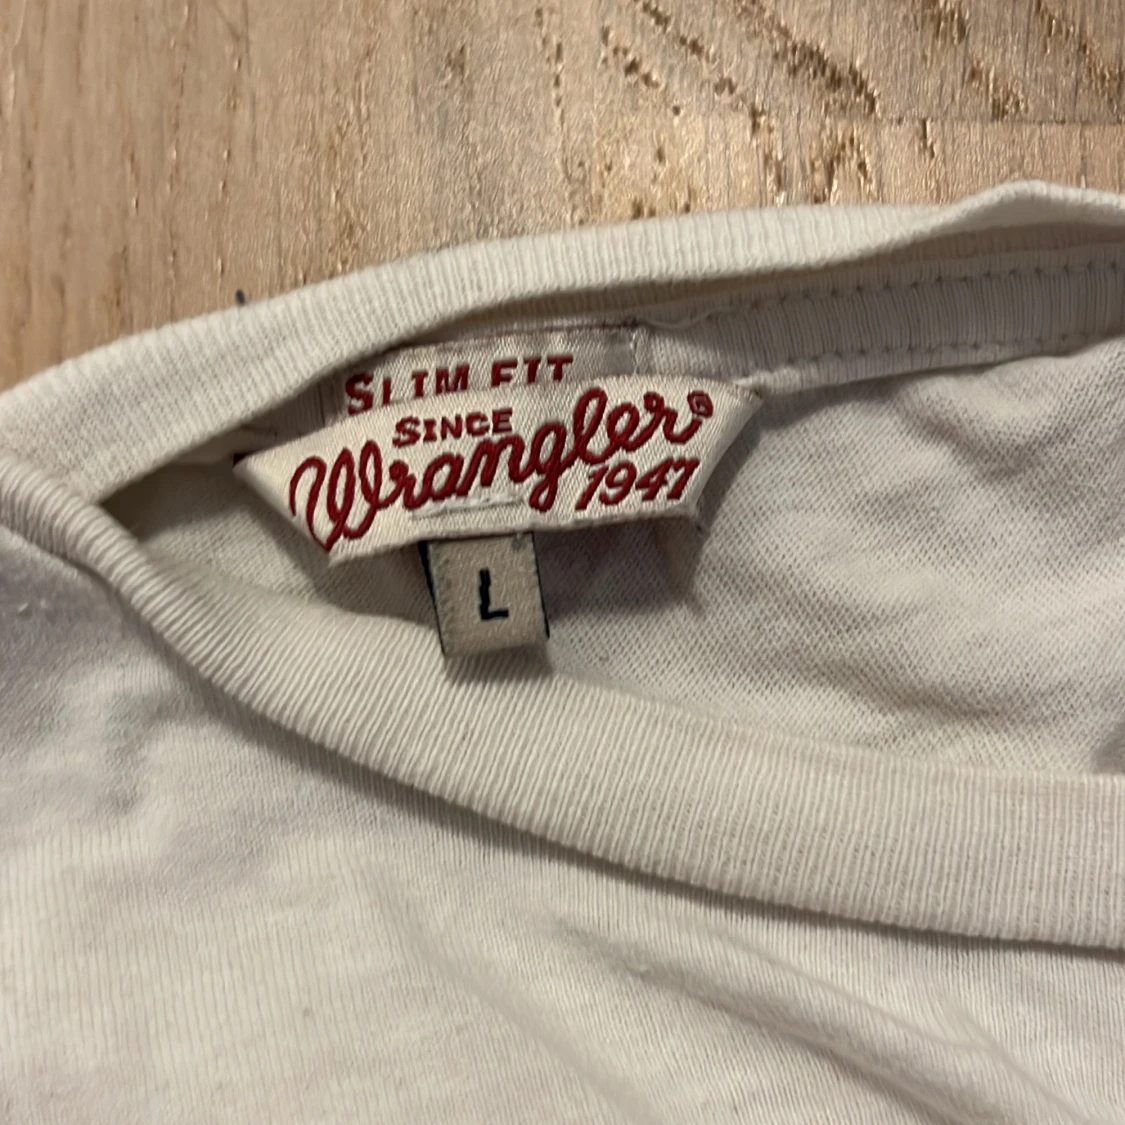 SLIM FIT
SINCE
Wrangler®
1947
L